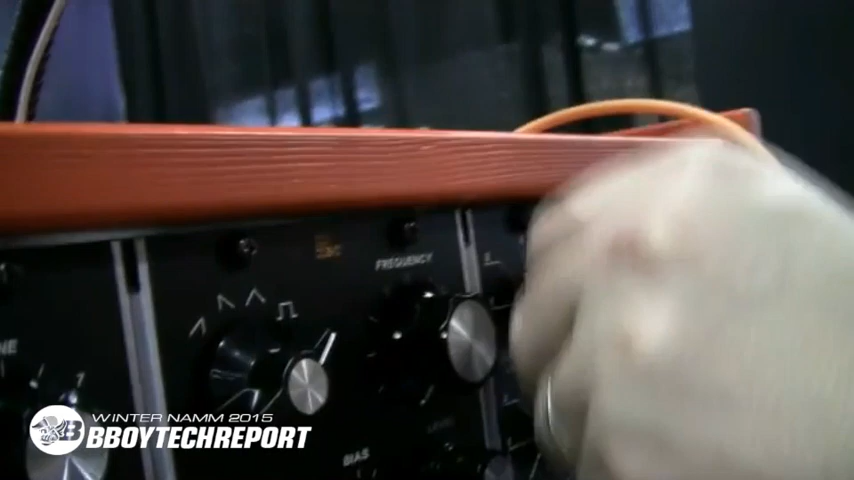 FREQUENCY
BIAS
WINTER NAMM 2015
BBOYTECHREPORT